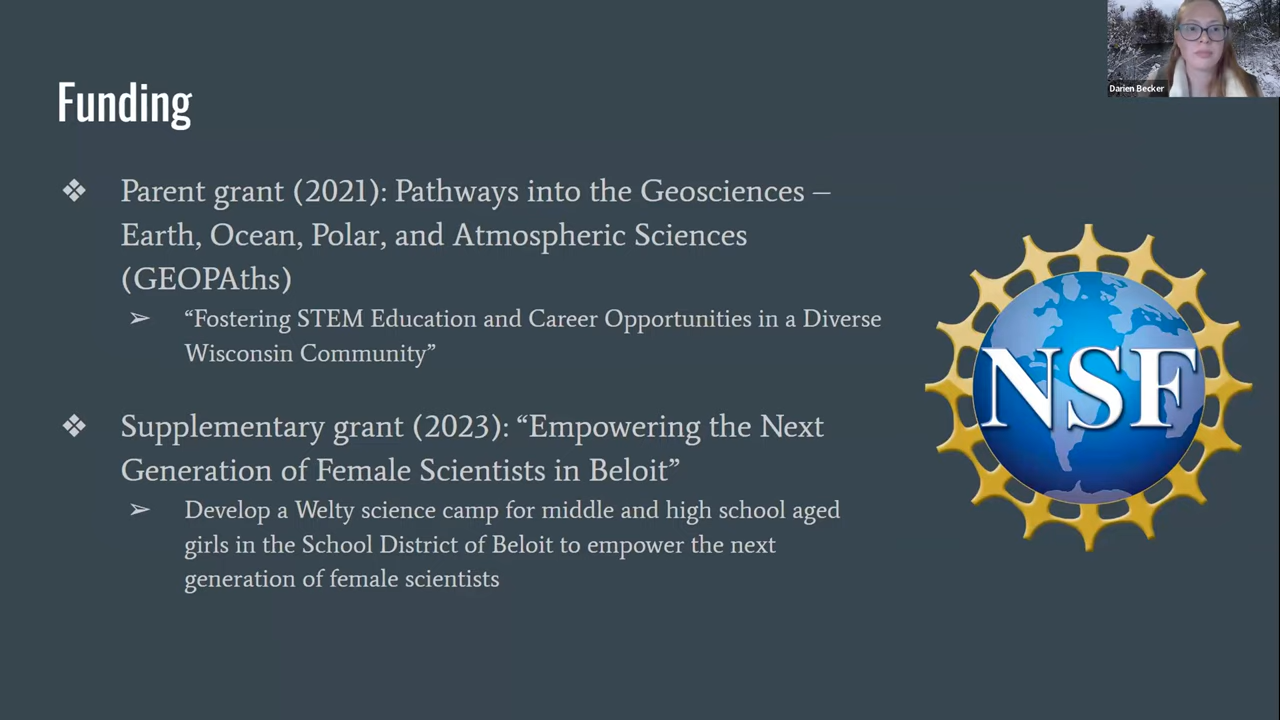 Darien Becker
Funding
❖ Parent grant (2021): Pathways into the Geosciences –
Earth, Ocean, Polar, and Atmospheric Sciences
(GEOPAths)
➢ “Fostering STEM Education and Career Opportunities in a Diverse
Wisconsin Community”
❖ Supplementary grant (2023): “Empowering the Next
Generation of Female Scientists in Beloit”
➢ Develop a Welty science camp for middle and high school aged
girls in the School District of Beloit to empower the next
generation of female scientists
NSF